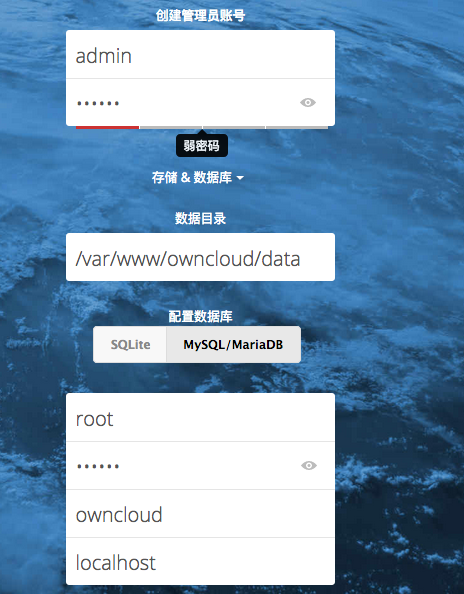 创建管理员账号
admin
••••••
弱密码
存储 & 数据库
数据目录
/var/www/owncloud/data
配置数据库
SQLite MySQL/MariaDB
root
••••••
owncloud
localhost